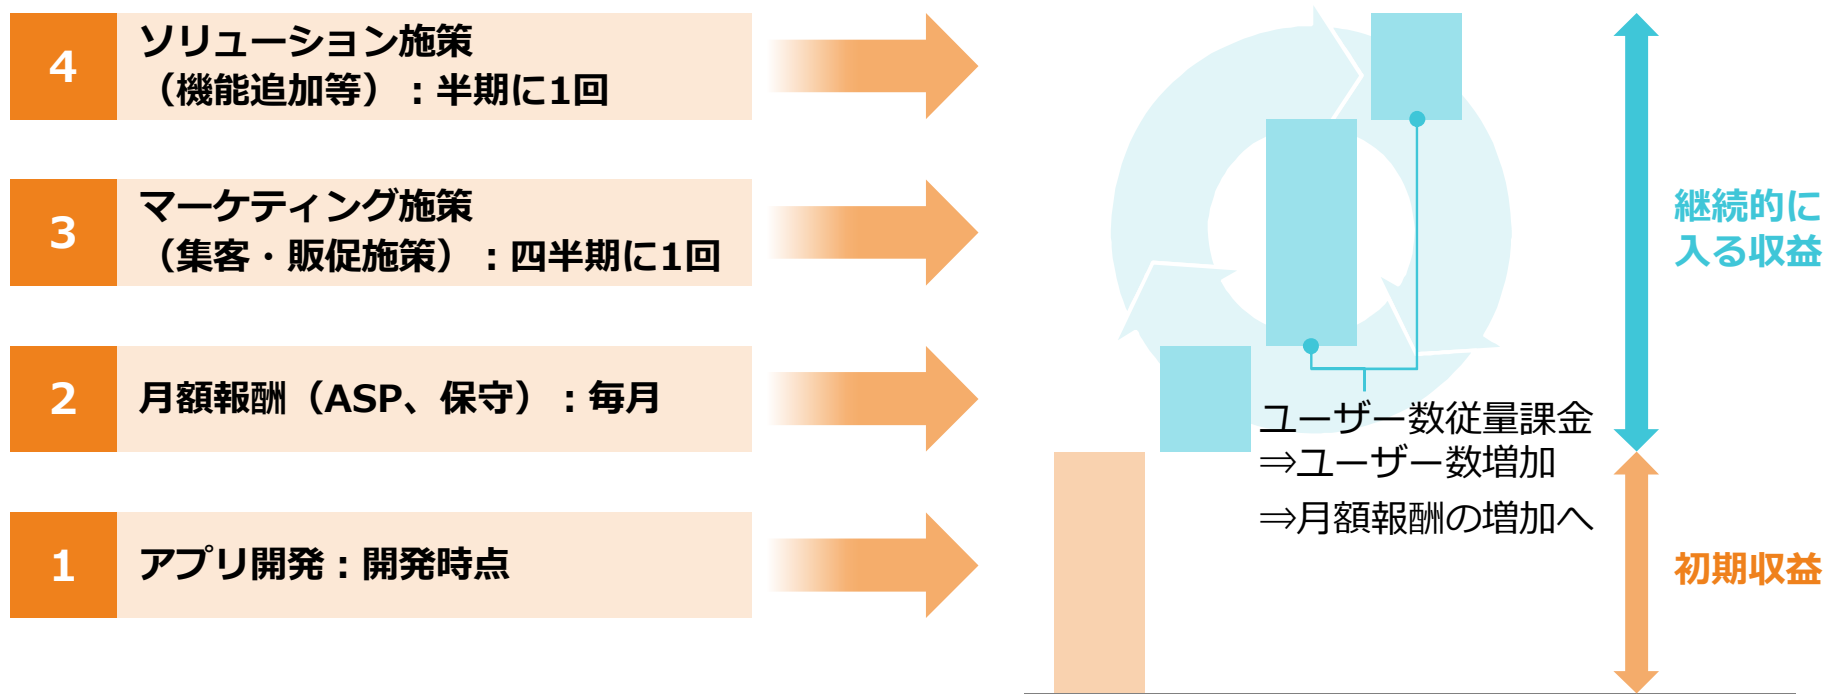 4
ソリューション施策
（機能追加等）：半期に1回
3
マーケティング施策
（集客・販促施策）：四半期に1回
2
月額報酬（ASP、保守）：毎月
1
アプリ開発：開発時点
ユーザー数従量課金
⇒ユーザー数増加
⇒月額報酬の増加へ
継続的に
入る収益
初期収益